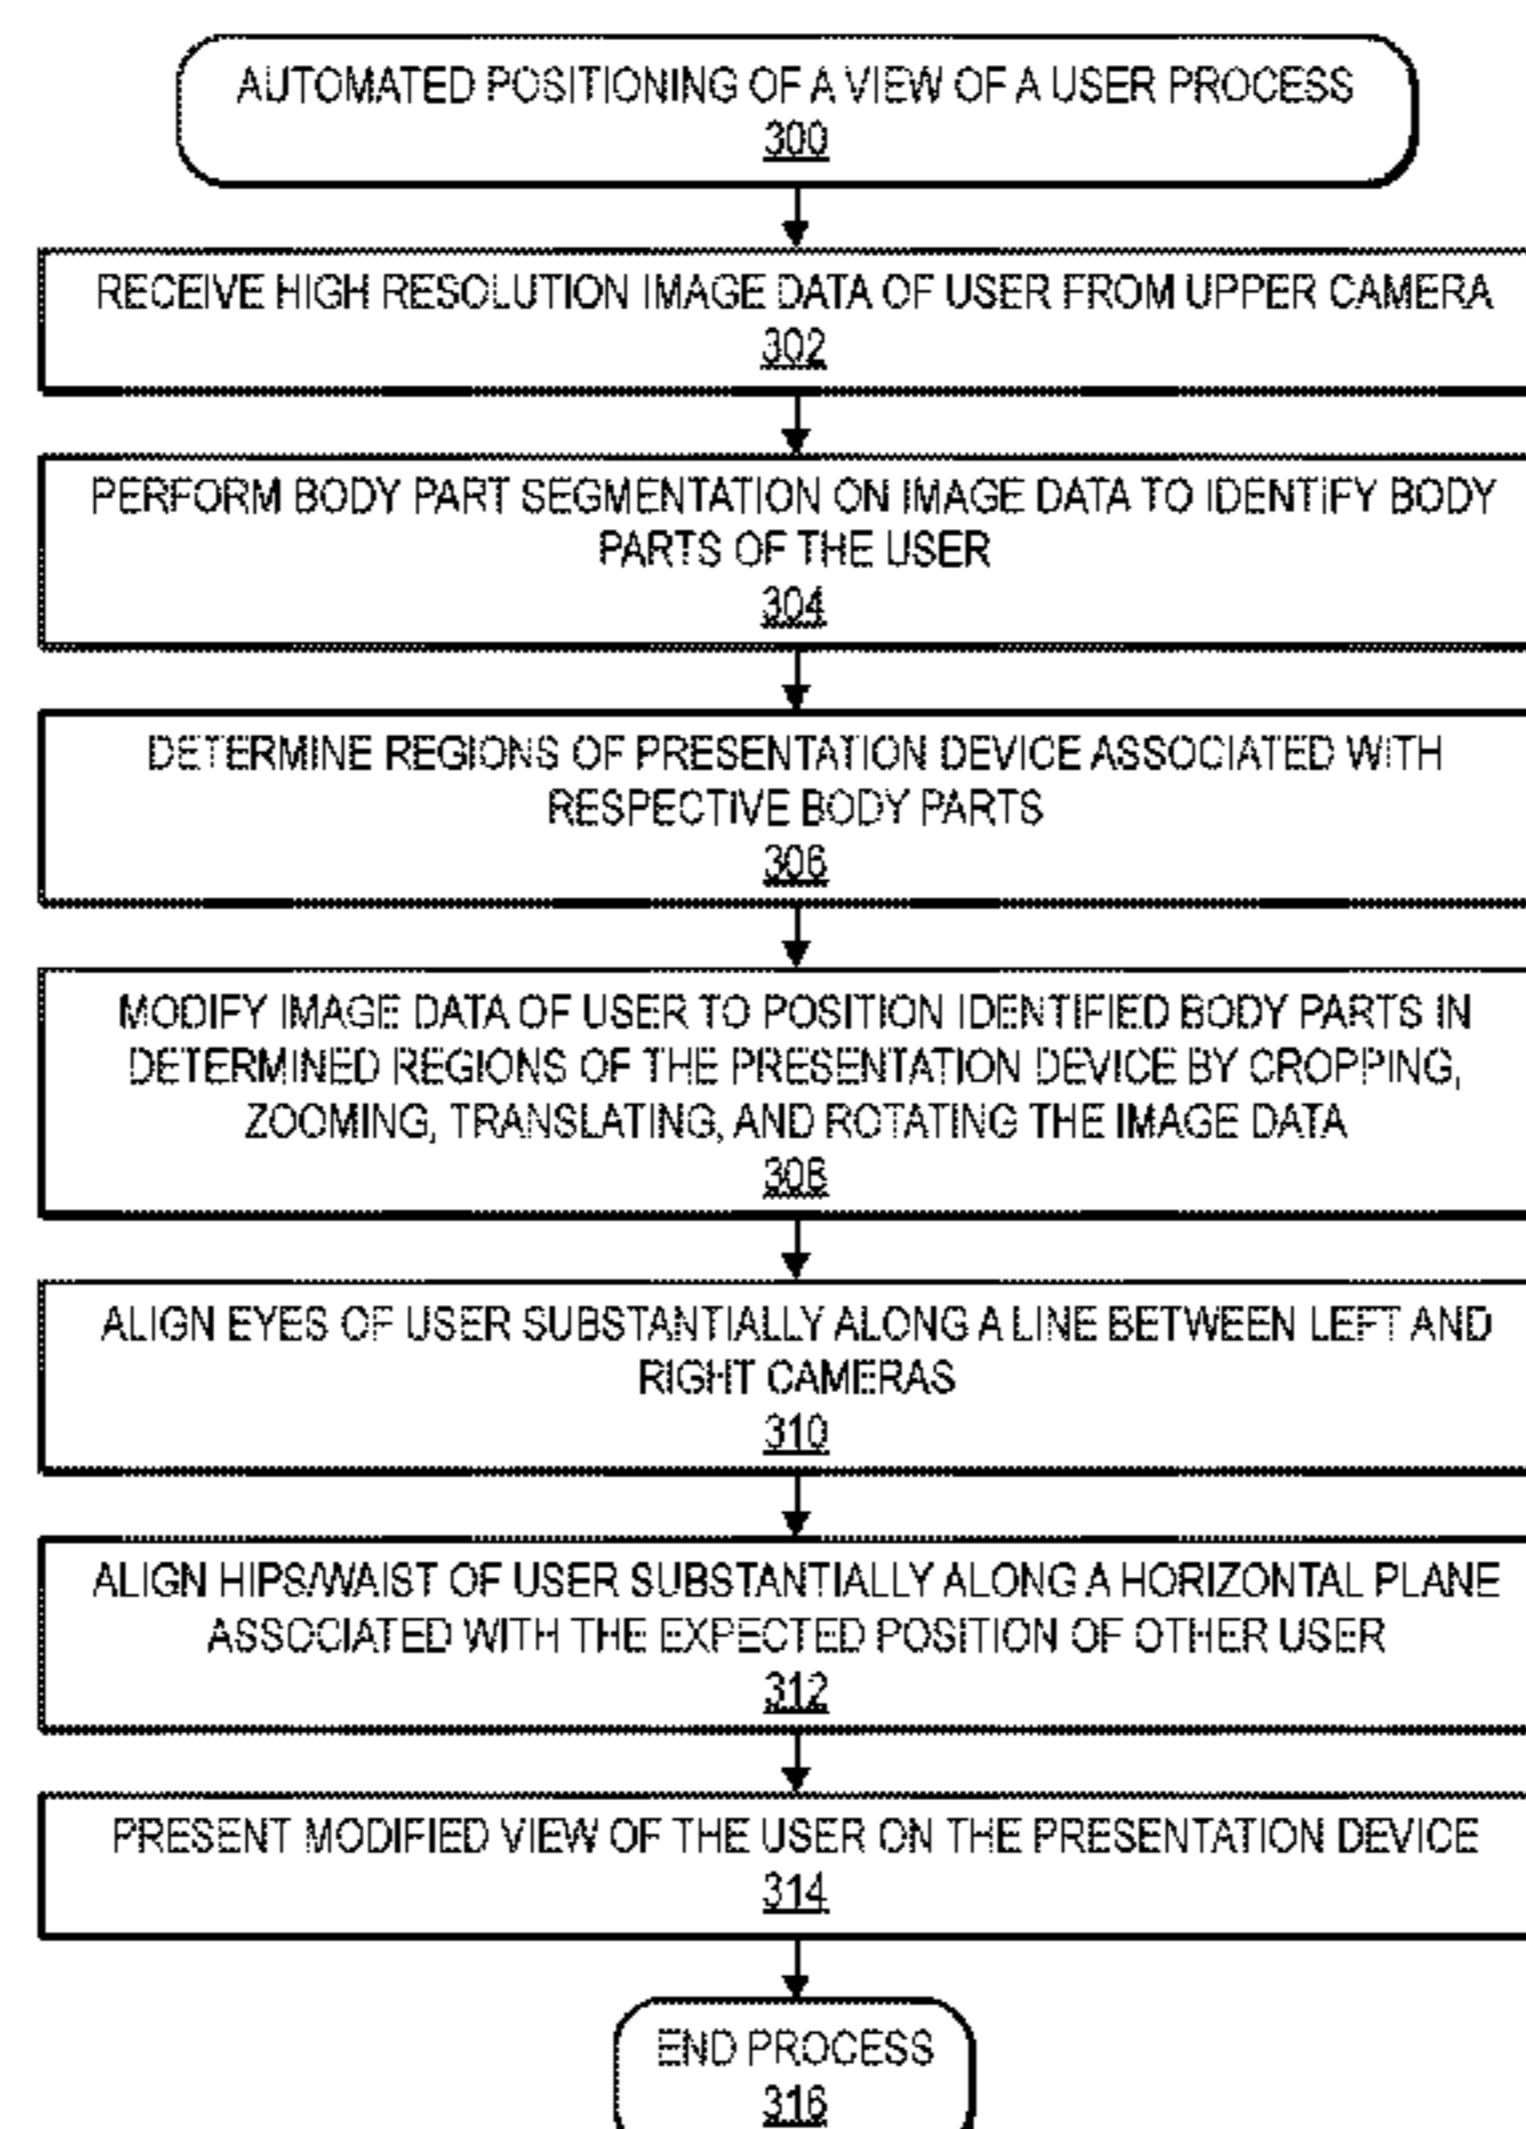 AUTOMATED POSITIONING OF A VIEW OF A USER PROCESS
300
RECEIVE HIGH RESOLUTION IMAGE DATA OF USER FROM UPPER CAMERA
302
PERFORM BODY PART SEGMENTATION ON IMAGE DATA TO IDENTIFY BODY
PARTS OF THE USER
304
DETERMINE REGIONS OF PRESENTATION DEVICE ASSOCIATED WITH
RESPECTIVE BODY PARTS
306
MODIFY IMAGE DATA OF USER TO POSITION IDENTIFIED BODY PARTS IN
DETERMINED REGIONS OF THE PRESENTATION DEVICE BY CROPPING,
ZOOMING, TRANSLATING, AND ROTATING THE IMAGE DATA
308
ALIGN EYES OF USER SUBSTANTIALLY ALONG A LINE BETWEEN LEFT AND
RIGHT CAMERAS
310
ALIGN HIPS/WAIST OF USER SUBSTANTIALLY ALONG A HORIZONTAL PLANE
ASSOCIATED WITH THE EXPECTED POSITION OF OTHER USER
312
PRESENT MODIFIED VIEW OF THE USER ON THE PRESENTATION DEVICE
314
END PROCESS
316